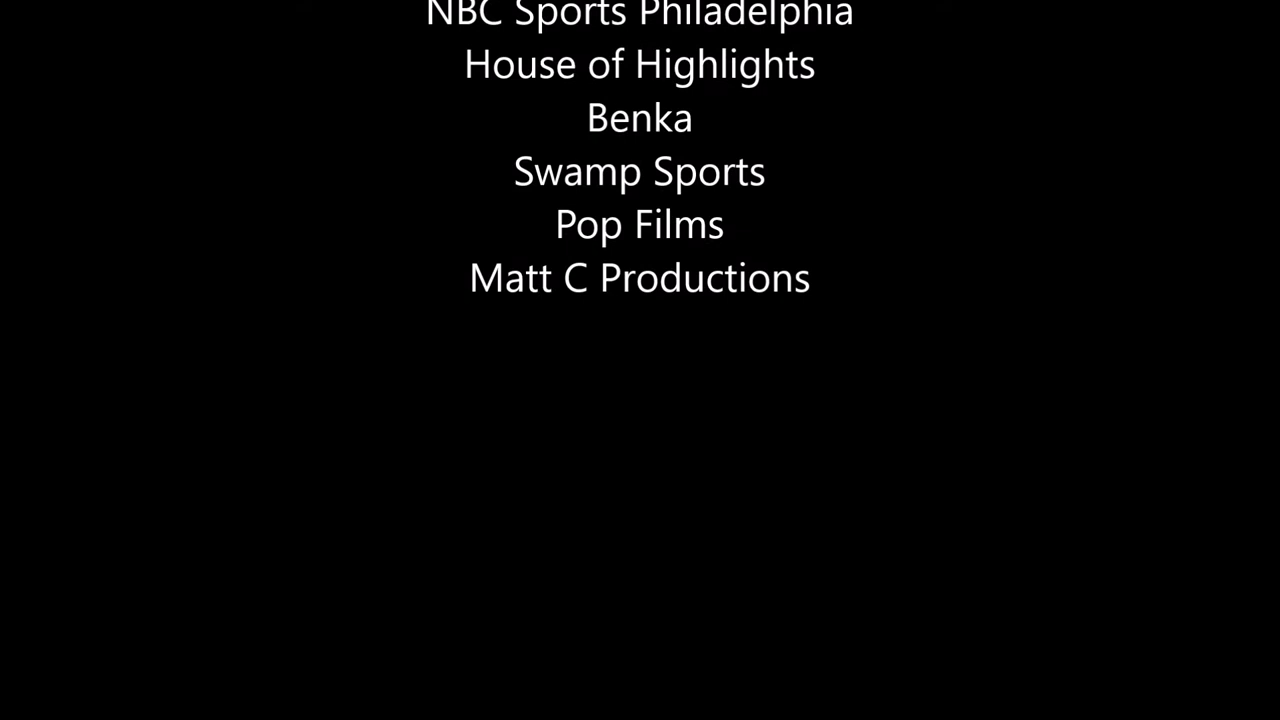 NBC Sports Philadelphia
House of Highlights
Benka
Swamp Sports
Pop Films
Matt C Productions